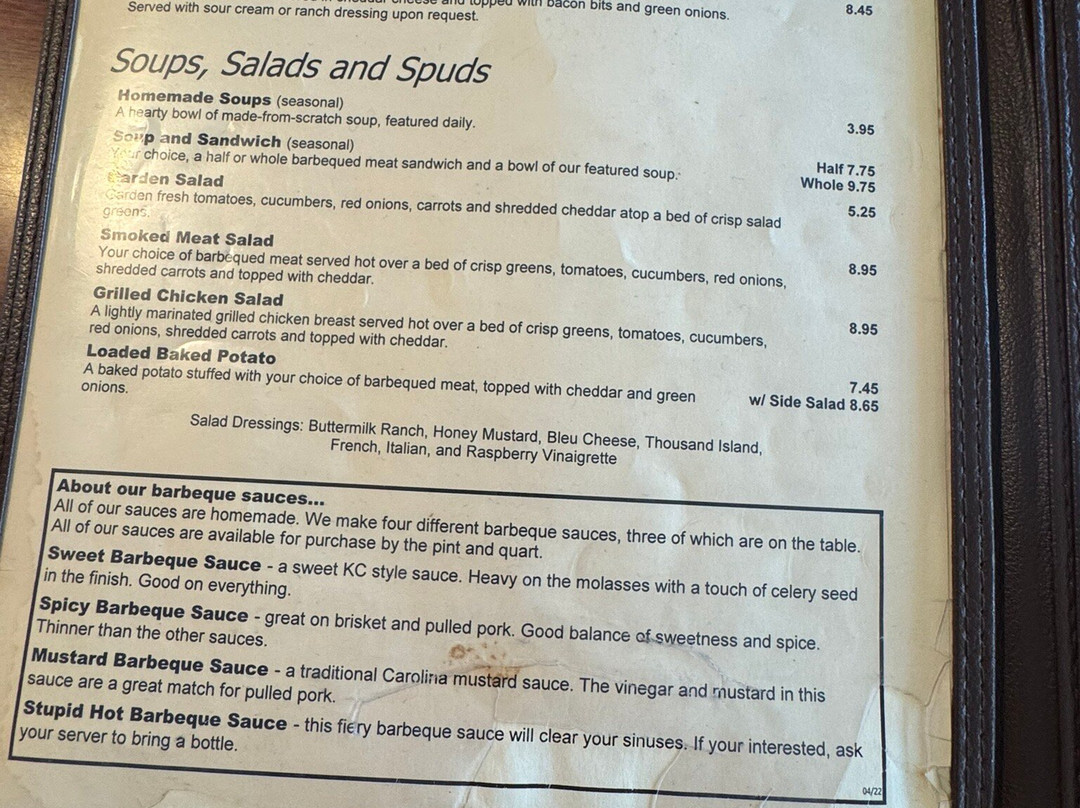 cheese and topped with bacon bits and green onions.
Served with sour cream or ranch dressing upon request.
8.45
Soups, Salads and Spuds
Homemade Soups (seasonal)
A hearty bowl of made-from-scratch soup, featured daily.
3.95
Soup and Sandwich (seasonal)
Your choice, a half or whole barbequed meat sandwich and a bowl of our featured soup.
Half 7.75
Whole 9.75
Garden Salad
Garden fresh tomatoes, cucumbers, red onions, carrots and shredded cheddar atop a bed of crisp salad
greens.
5.25
Smoked Meat Salad
Your choice of barbequed meat served hot over a bed of crisp greens, tomatoes, cucumbers, red onions,
shredded carrots and topped with cheddar.
8.95
Grilled Chicken Salad
A lightly marinated grilled chicken breast served hot over a bed of crisp greens, tomatoes, cucumbers,
red onions, shredded carrots and topped with cheddar.
8.95
Loaded Baked Potato
A baked potato stuffed with your choice of barbequed meat, topped with cheddar and green
onions.
7.45
w/ Side Salad 8.65
Salad Dressings: Buttermilk Ranch, Honey Mustard, Bleu Cheese, Thousand Island,
French, Italian, and Raspberry Vinaigrette
About our barbeque sauces...
All of our sauces are homemade. We make four different barbeque sauces, three of which are on the table.
All of our sauces are available for purchase by the pint and quart.
Sweet Barbeque Sauce - a sweet KC style sauce. Heavy on the molasses with a touch of celery seed
in the finish. Good on everything.
Spicy Barbeque Sauce - great on brisket and pulled pork. Good balance of sweetness and spice.
Thinner than the other sauces.
Mustard Barbeque Sauce - a traditional Carolina mustard sauce. The vinegar and mustard in this
sauce are a great match for pulled pork.
Stupid Hot Barbeque Sauce - this fiery barbeque sauce will clear your sinuses. If your interested, ask
your server to bring a bottle.
04/22